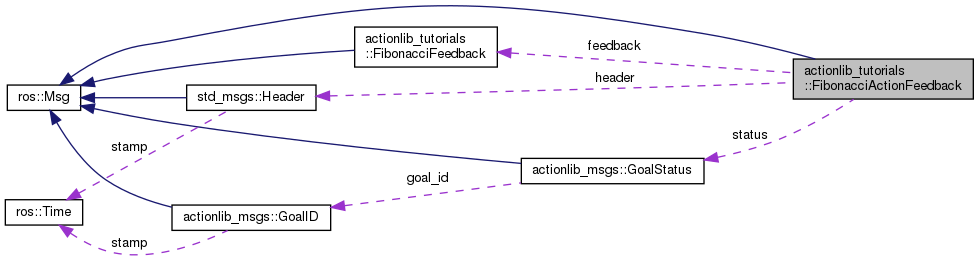 actionlib_tutorials
::FibonacciFeedback
feedback
actionlib_tutorials
::FibonacciActionFeedback
header
ros::Msg
std_msgs::Header
stamp
status
actionlib_msgs::GoalStatus
goal_id
ros::Time
actionlib_msgs::GoalID
stamp